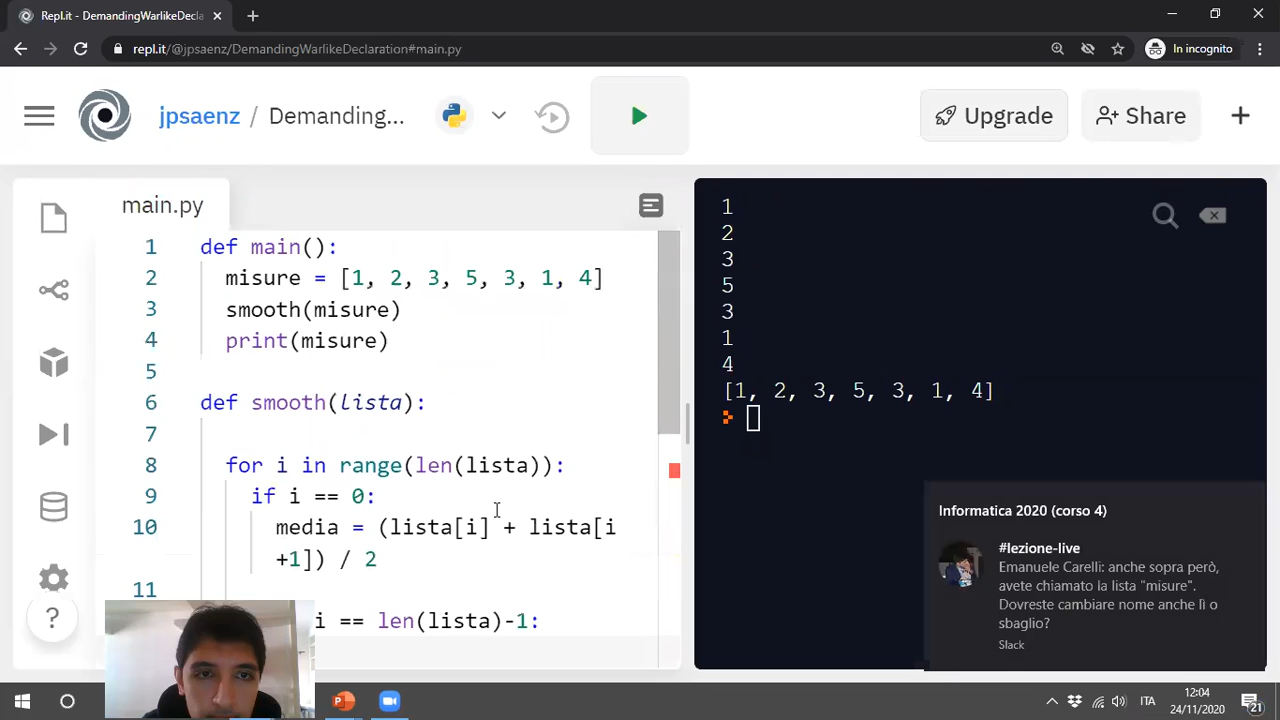 Repl.it - DemandingWarlikeDecla
repl.it/@jpsaenz/DemandingWarlikeDeclaration#main.py
In incognito
jpsaenz / Demanding...
Upgrade
Share
main.py
1 def main():
2 misure = [1, 2, 3, 5, 3, 1, 4]
3 smooth(misure)
4 print(misure)
5
6 def smooth(lista):
7
8 for i in range(len(lista)):
9 if i == 0:
10 media = (lista[i] + lista[i
+1]) / 2
11
i == len(lista)-1:
?
1
2
3
5
3
1
4
[1, 2, 3, 5, 3, 1, 4]
Informatica 2020 (corso 4)
#lezione-live
Emanuele Carelli: anche sopra però,
avete chiamato la lista "misure".
Dovreste cambiare nome anche lì o
sbaglio?
Slack
ITA
12:04
24/11/2020
21